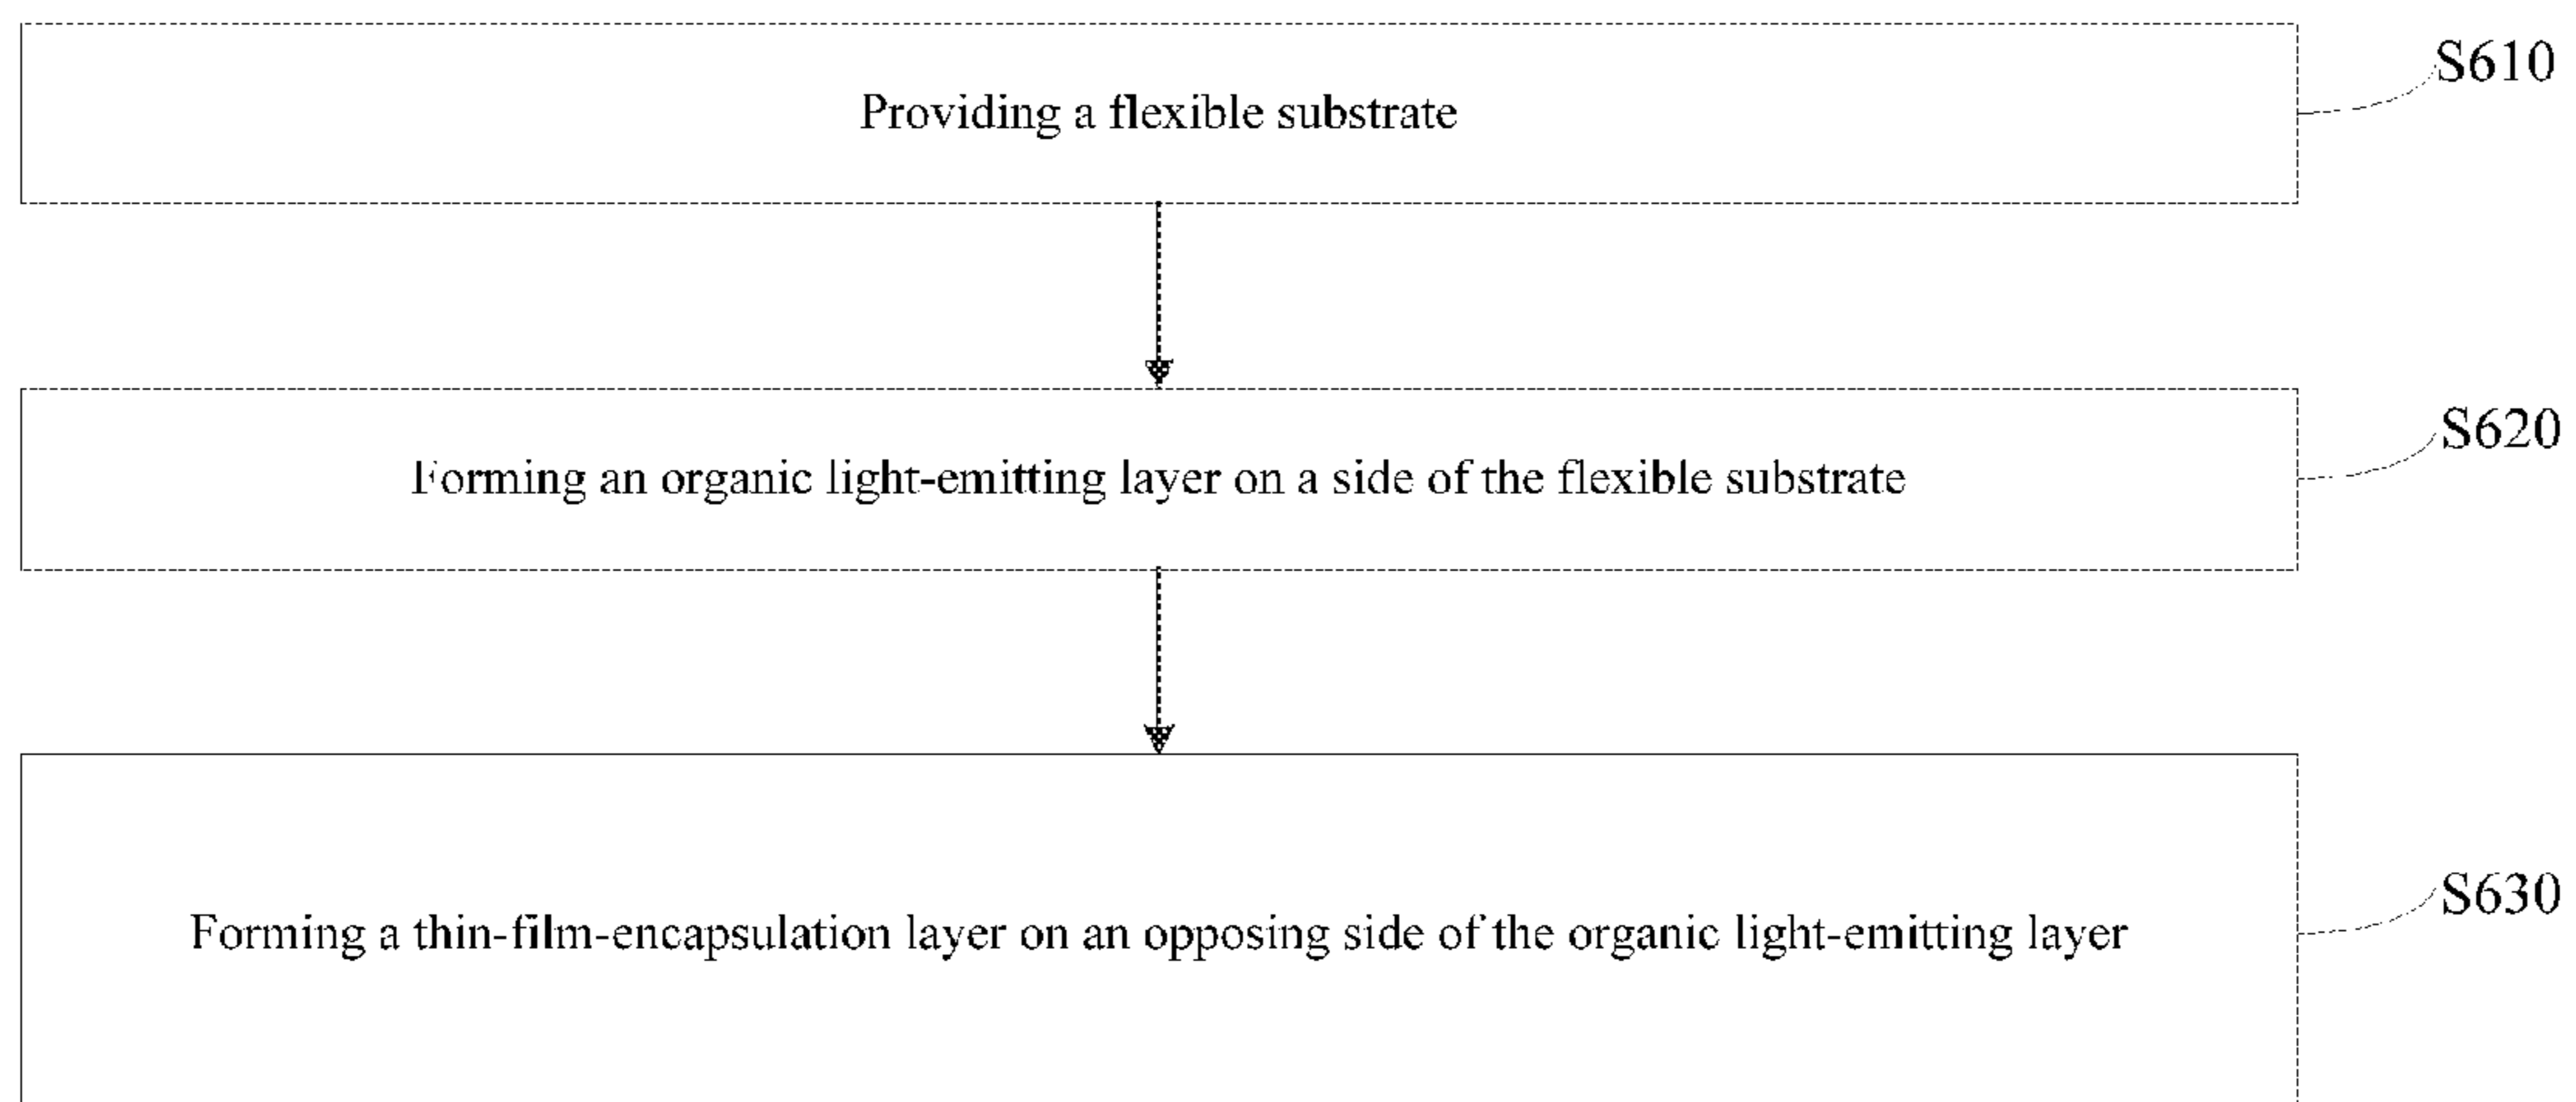 S610
Providing a flexible substrate
S620
Forming an organic light-emitting layer on a side of the flexible substrate
S630
Forming a thin-film-encapsulation layer on an opposing side of the organic light-emitting layer